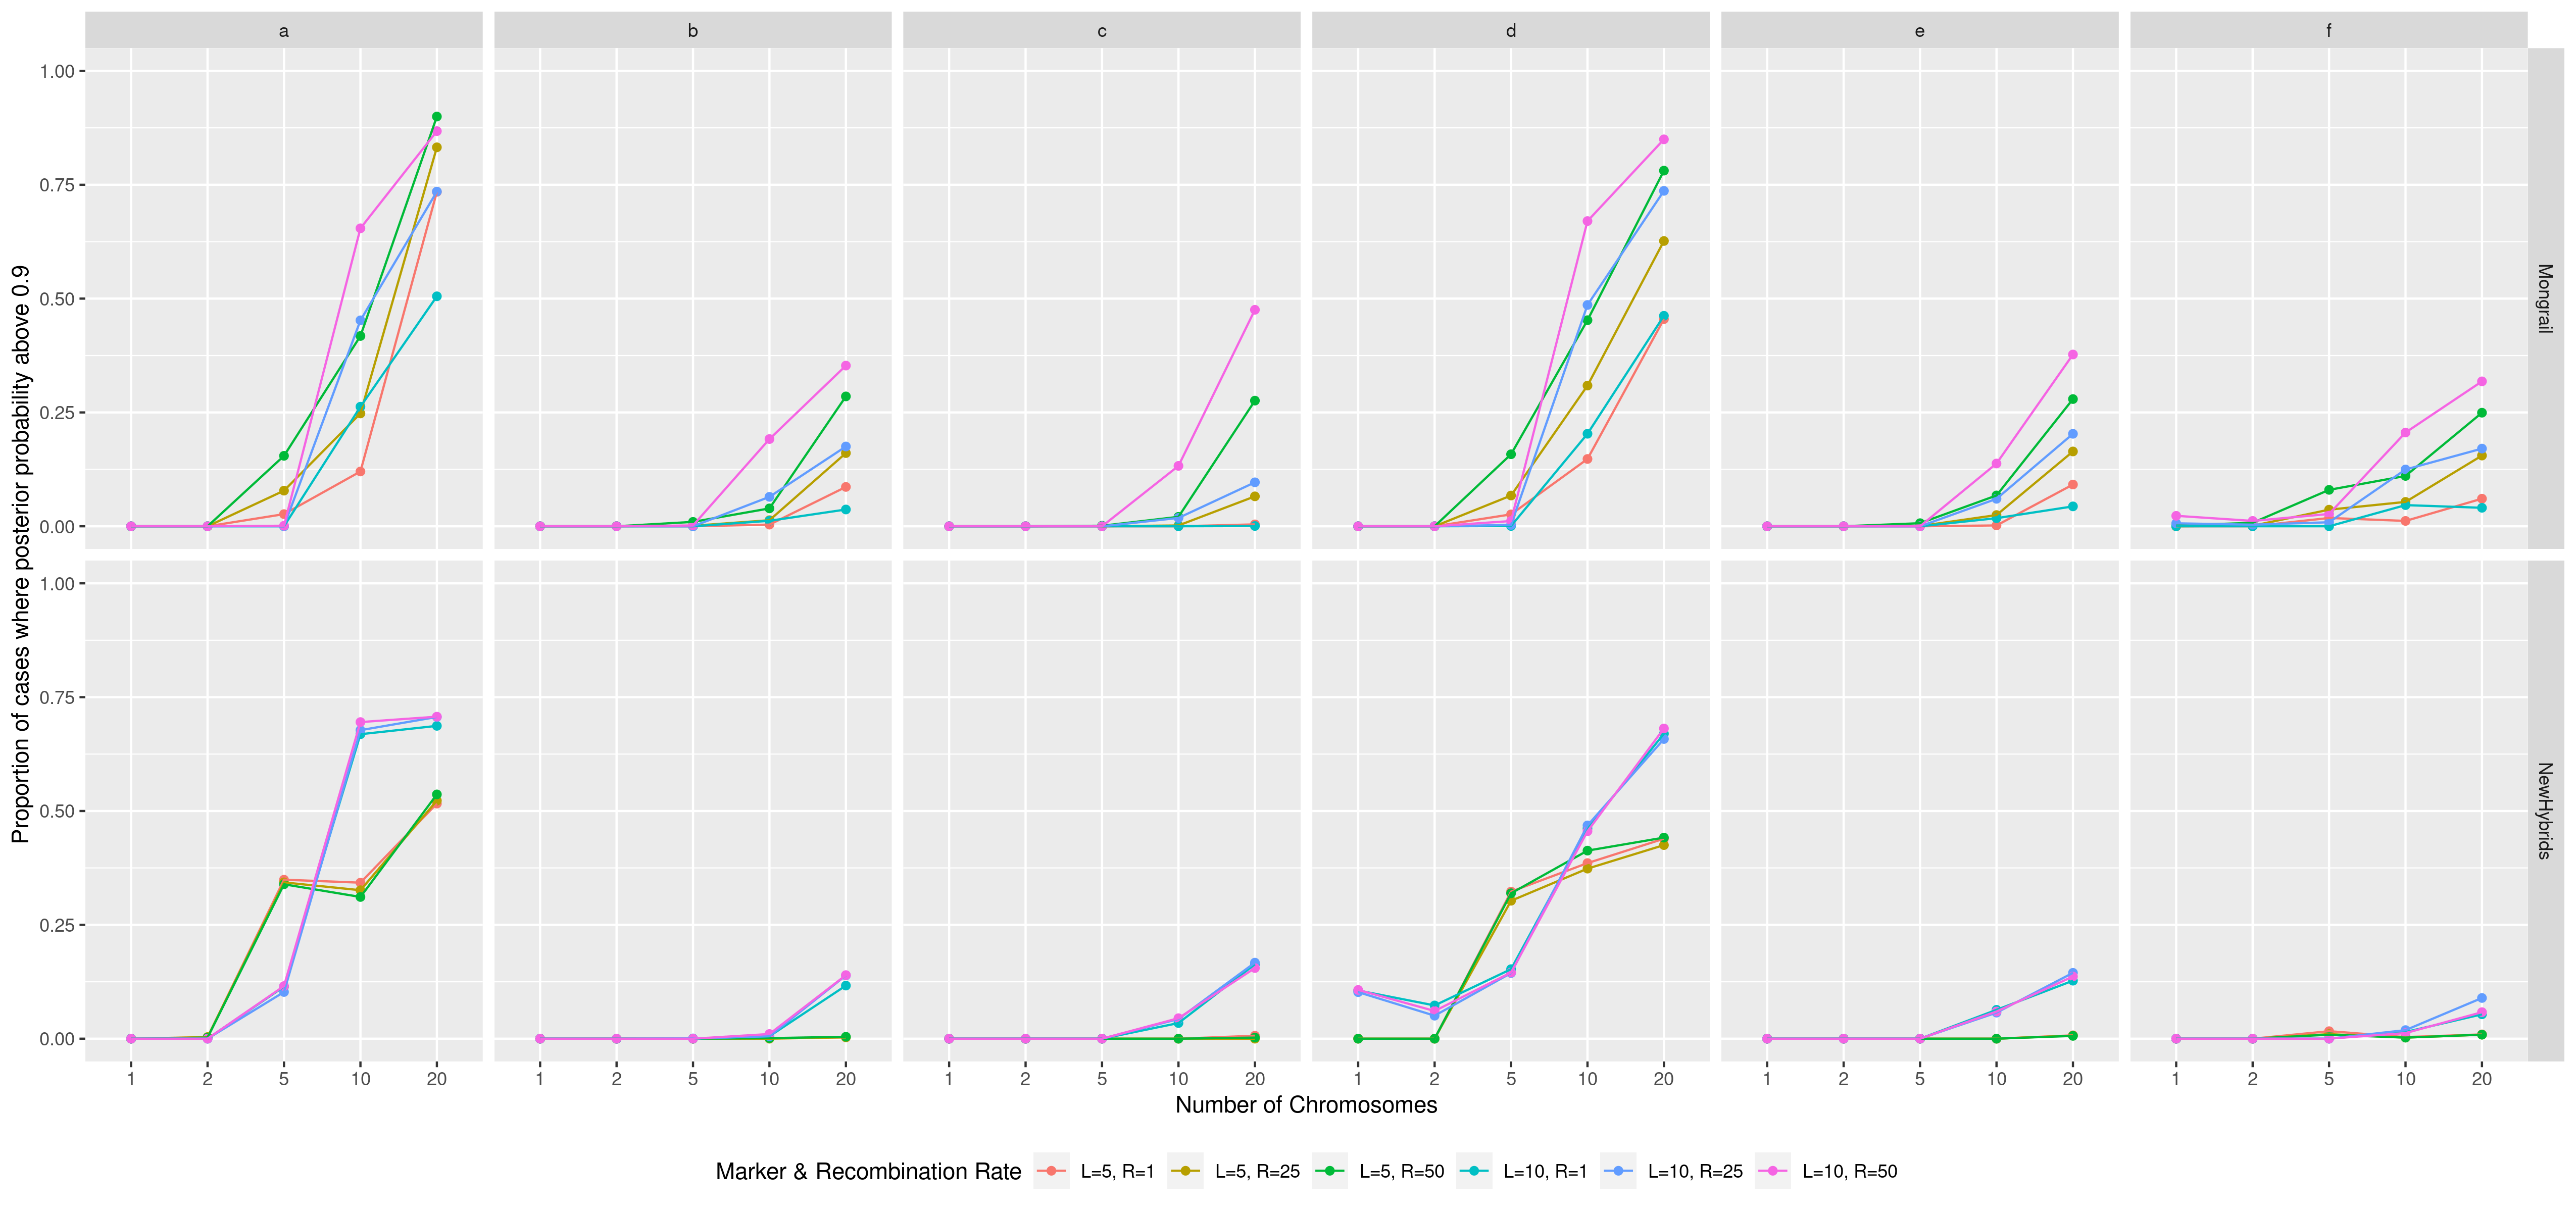 a b c d e f
1.00
0.75
0.50
0.25
0.00
Mongrail
Proportion of cases where posterior probability above 0.9
1.00
0.75
0.50
0.25
0.00
NewHybrids
1 2 5 10 20 1 2 5 10 20 1 2 5 10 20 1 2 5 10 20 1 2 5 10 20 1 2 5 10 20
Number of Chromosomes
Marker & Recombination Rate L=5, R=1 L=5, R=25 L=5, R=50 L=10, R=1 L=10, R=25 L=10, R=50